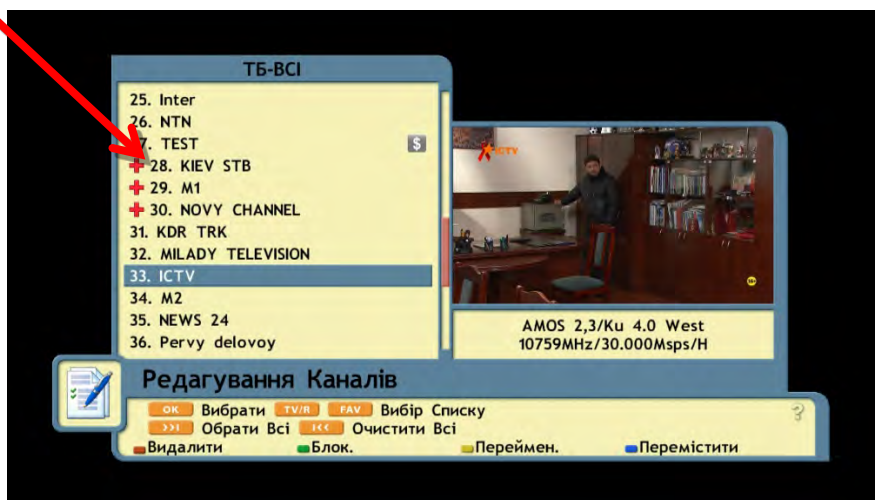 ТБ-ВСІ
25. Inter
26. NTN
7. TEST $
28. KIEV STB
29. M1
30. NOVY CHANNEL
31. KDR TRK
32. MILADY TELEVISION
33. ICTV
34. M2
35. NEWS 24
36. Pervy delovoy
ICTV
AMOS 2,3/Ku 4.0 West
10759MHz/30.000Msps/H
Редагування Каналів
OK Вибрати TV/R FAV Вибір Списку
>>I Обрати Всі I<< Очистити Всі ?
Видалити Блок. Переймен. Перемістити